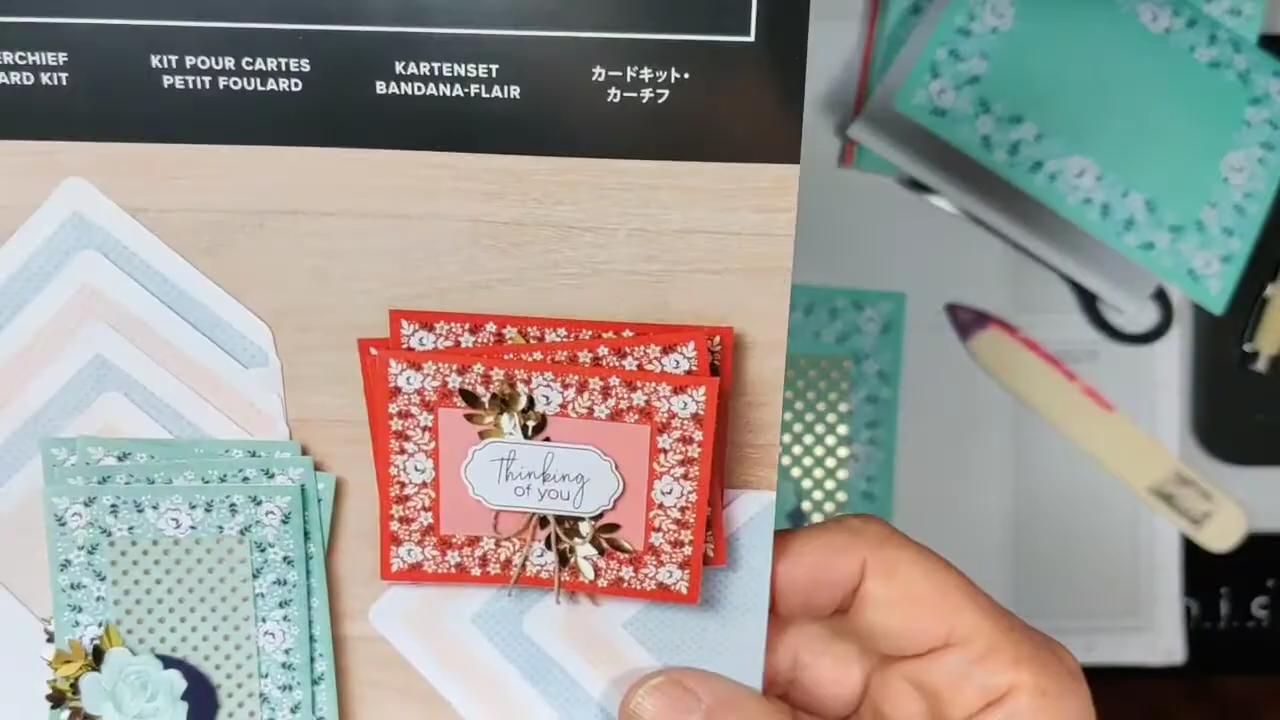 ERCHIEF
ARD KIT
KIT POUR CARTES
PETIT FOULARD
KARTENSET
BANDANA-FLAIR
カードキット・
カーチフ
Thinking
of you